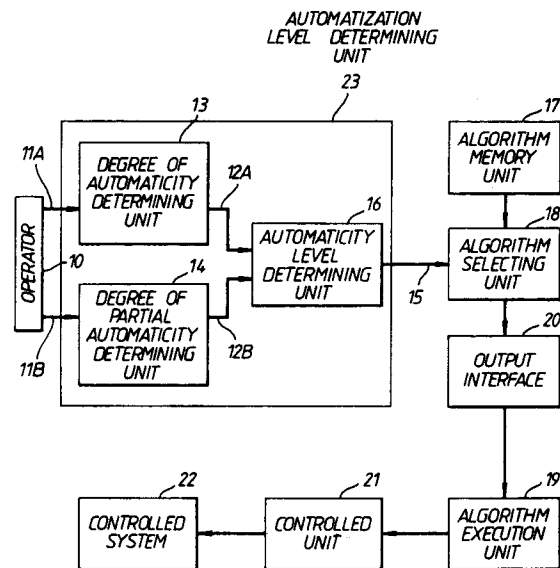 AUTOMATIZATION
LEVEL DETERMINING
UNIT
23
13
17
DEGREE OF
AUTOMATICITY
DETERMINING
UNIT
11A
12A
ALGORITHM
MEMORY
UNIT
16
18
AUTOMATICITY
LEVEL
DETERMINING
UNIT
ALGORITHM
SELECTING
UNIT
15
OPERATOR
10
14
DEGREE OF
PARTIAL
AUTOMATICITY
DETERMINING
UNIT
11B
12B
20
OUTPUT
INTERFACE
22
21
19
CONTROLLED
SYSTEM
CONTROLLED
UNIT
ALGORITHM
EXECUTION
UNIT